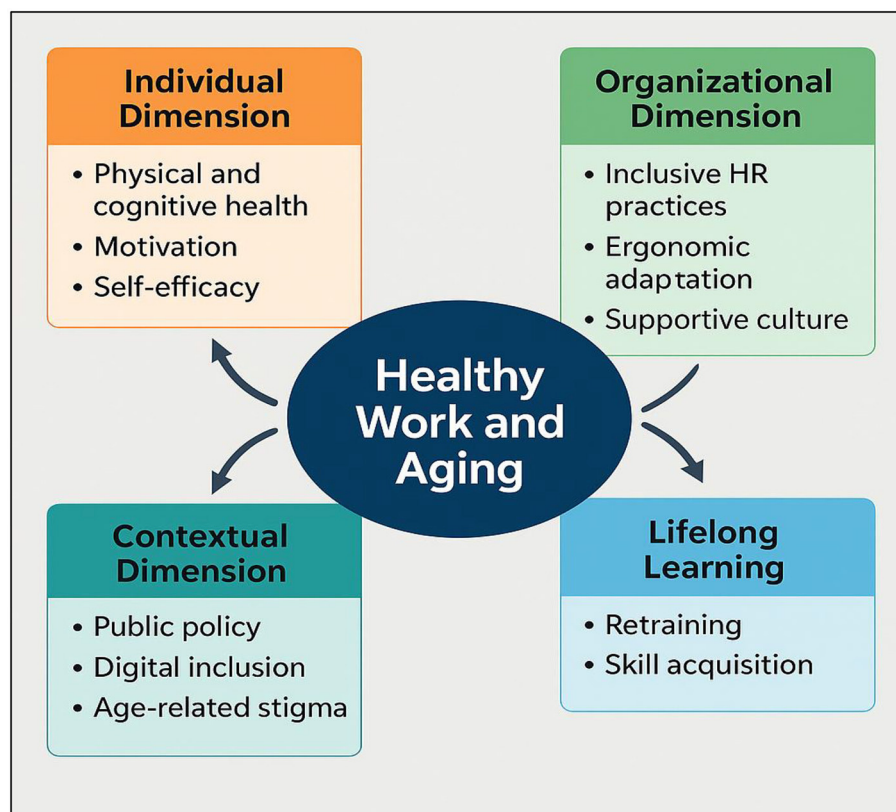 Individual
Dimension
• Physical and
cognitive health
• Motivation
• Self-efficacy
Organizational
Dimension
• Inclusive HR
practices
• Ergonomic
adaptation
• Supportive culture
Healthy
Work and
Aging
Contextual
Dimension
• Public policy
• Digital inclusion
• Age-related stigma
Lifelong
Learning
• Retraining
• Skill acquisition